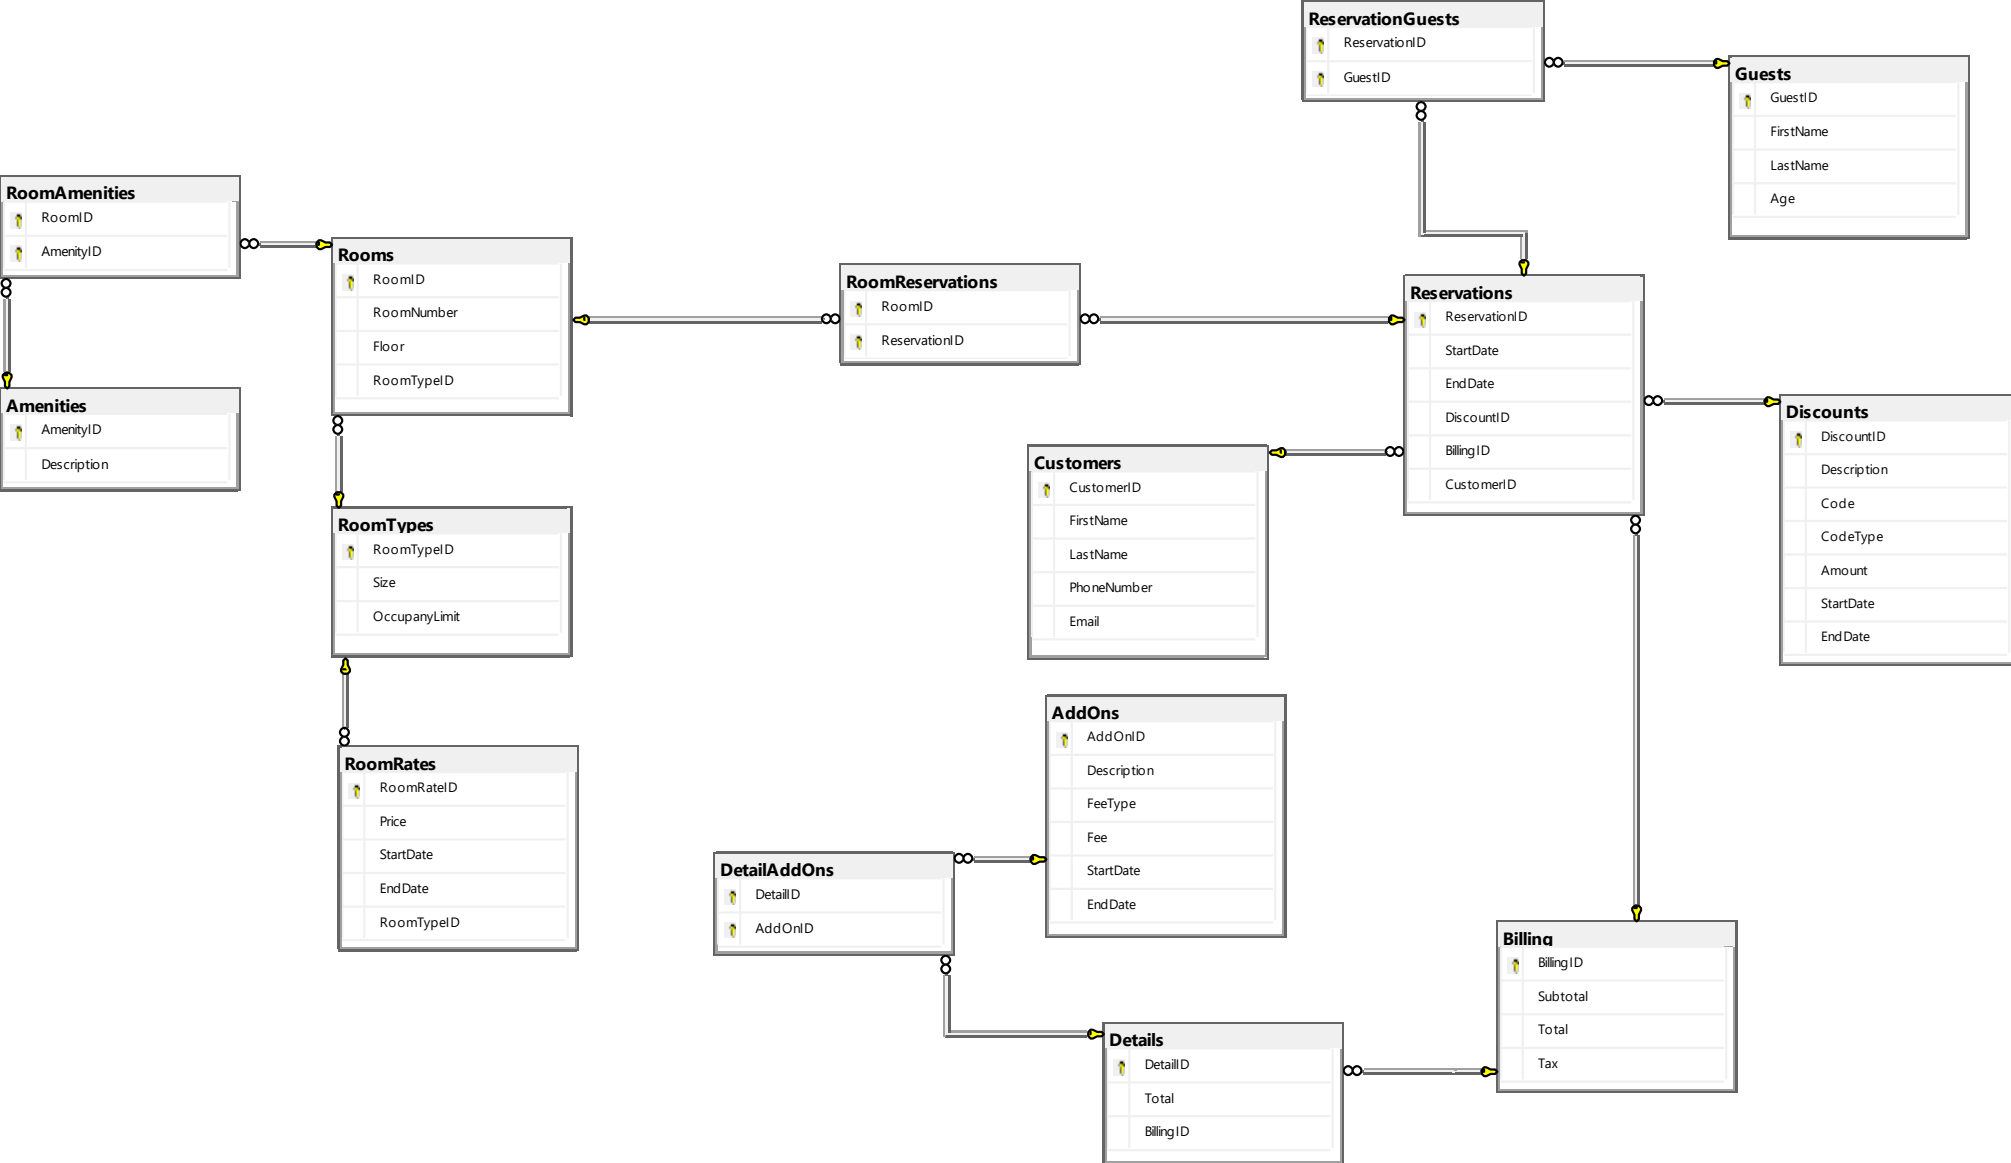 ReservationGuests
ReservationID
GuestID
Guests
GuestID
FirstName
LastName
Age
RoomAmenities
RoomID
AmenityID
Rooms
RoomID
RoomNumber
Floor
RoomTypeID
RoomReservations
RoomID
ReservationID
Reservations
ReservationID
StartDate
EndDate
DiscountID
BillingID
CustomerID
Amenities
AmenityID
Description
Discounts
DiscountID
Description
Code
CodeType
Amount
StartDate
EndDate
Customers
CustomerID
FirstName
LastName
PhoneNumber
Email
RoomTypes
RoomTypeID
Size
OccupanyLimit
AddOns
AddOnID
Description
FeeType
Fee
StartDate
EndDate
RoomRates
RoomRateID
Price
StartDate
EndDate
RoomTypeID
DetailAddOns
DetailID
AddOnID
Billing
BillingID
Subtotal
Total
Tax
Details
DetailID
Total
BillingID